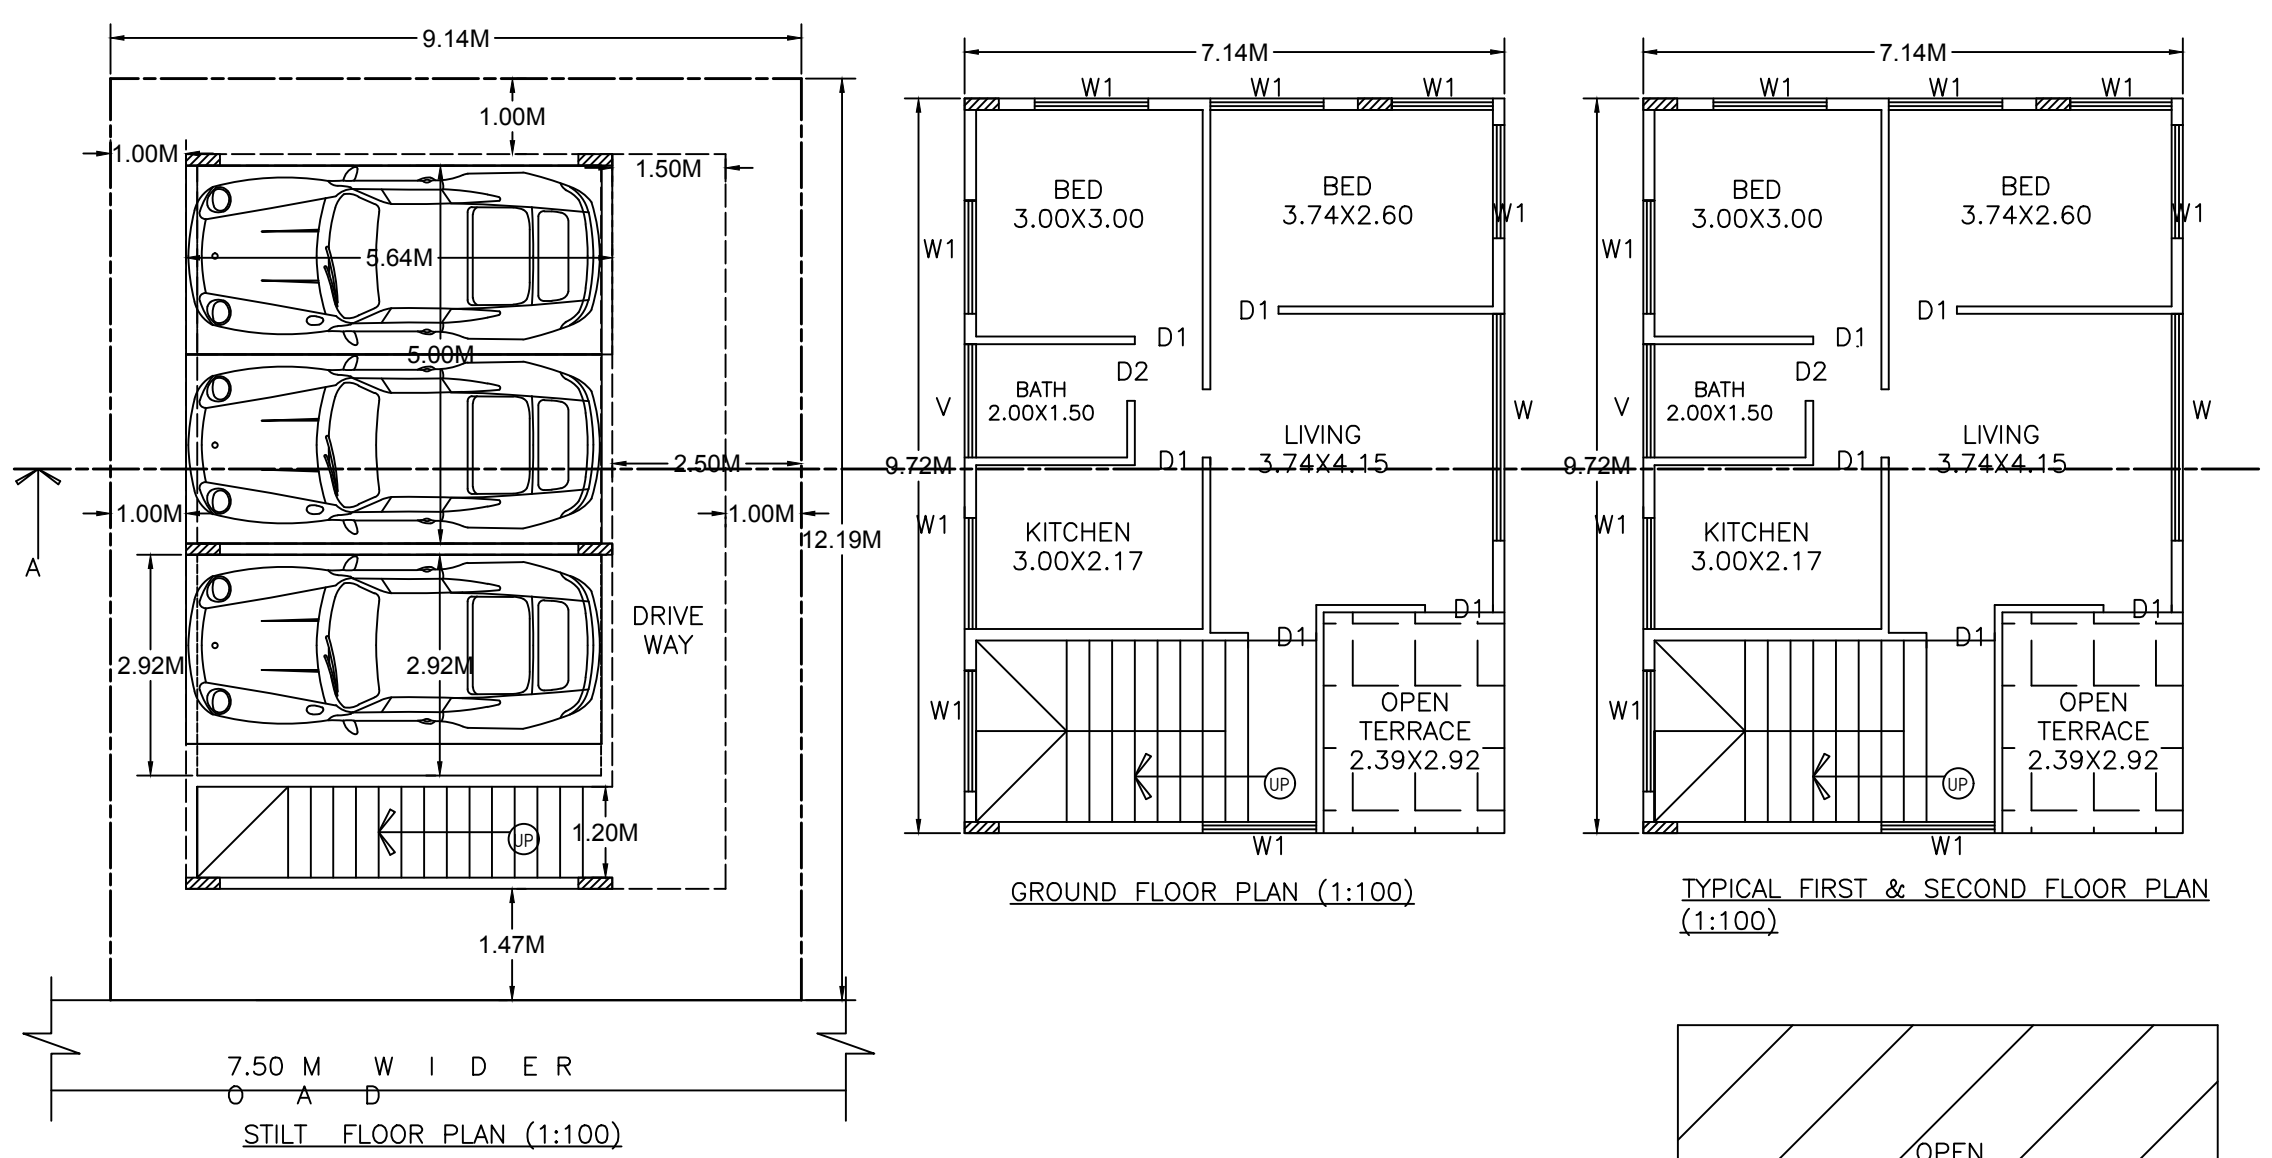 9.14M
1.00M
1.00M
1.50M
5.64M
5.00M
2.50M
1.00M
1.00M
12.19M
A
DRIVE
WAY
2.92M
2.92M
1.20M
UP
1.47M
7.50 M W I D E R
O A D
STILT FLOOR PLAN (1:100)
7.14M
W1 W1 W1
BED
3.00X3.00
BED
3.74X2.60
W1
W1
D1
D1
D2
BATH
2.00X1.50
V
W
LIVING
3.74X4.15
D1
9.72M
W1
KITCHEN
3.00X2.17
D1
D1
W1
OPEN
TERRACE
2.39X2.92
UP
W1
GROUND FLOOR PLAN (1:100)
7.14M
W1 W1 W1
BED
3.00X3.00
BED
3.74X2.60
W1
W1
D1
D1
D2
BATH
2.00X1.50
V
W
LIVING
3.74X4.15
D1
9.72M
W1
KITCHEN
3.00X2.17
D1
D1
W1
OPEN
TERRACE
2.39X2.92
UP
W1
TYPICAL FIRST & SECOND FLOOR PLAN
(1:100)
OPEN